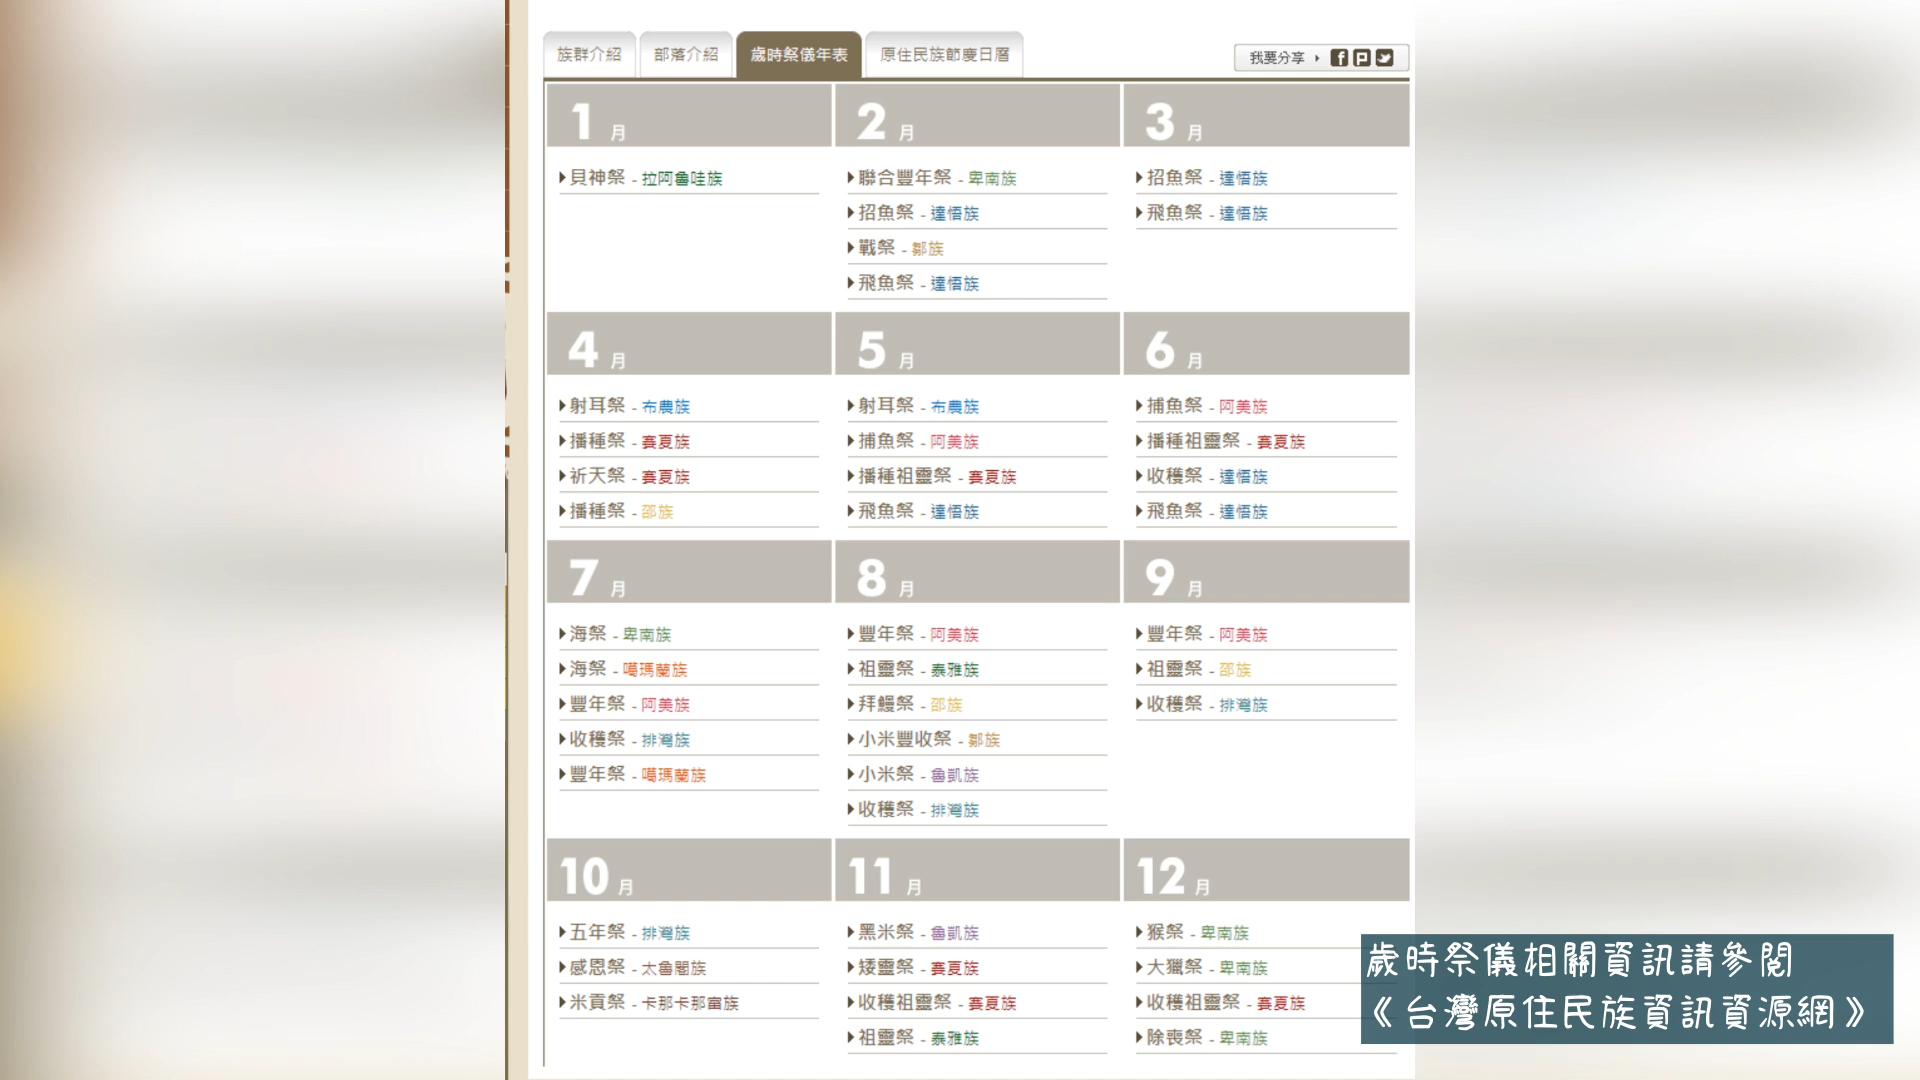 族群介紹 部落介紹 歲時祭儀年表 原住民族節慶日曆 我要分享
1月
貝神祭 - 拉阿魯哇族
2月
聯合豐年祭 - 卑南族
招魚祭 - 達悟族
戰祭 - 鄒族
飛魚祭 - 達悟族
3月
招魚祭 - 達悟族
飛魚祭 - 達悟族
4月
射耳祭 - 布農族
播種祭 - 賽夏族
祈天祭 - 賽夏族
播種祭 - 邵族
5月
射耳祭 - 布農族
捕魚祭 - 阿美族
播種祖靈祭 - 賽夏族
飛魚祭 - 達悟族
6月
捕魚祭 - 阿美族
播種祖靈祭 - 賽夏族
收穫祭 - 達悟族
飛魚祭 - 達悟族
7月
海祭 - 卑南族
海祭 - 噶瑪蘭族
豐年祭 - 阿美族
收穫祭 - 排灣族
豐年祭 - 噶瑪蘭族
8月
豐年祭 - 阿美族
祖靈祭 - 泰雅族
拜鰻祭 - 邵族
小米豐收祭 - 鄒族
小米祭 - 魯凱族
收穫祭 - 排灣族
9月
豐年祭 - 阿美族
祖靈祭 - 邵族
收穫祭 - 排灣族
10月
五年祭 - 排灣族
感恩祭 - 太魯閣族
米貢祭 - 卡那卡那富族
11月
黑米祭 - 魯凱族
矮靈祭 - 賽夏族
收穫祖靈祭 - 賽夏族
祖靈祭 - 泰雅族
12月
猴祭 - 卑南族
大獵祭 - 卑南族
收穫祖靈祭 - 賽夏族
除喪祭 - 卑南族
歲時祭儀相關資訊請參閱
《台灣原住民族資訊資源網》